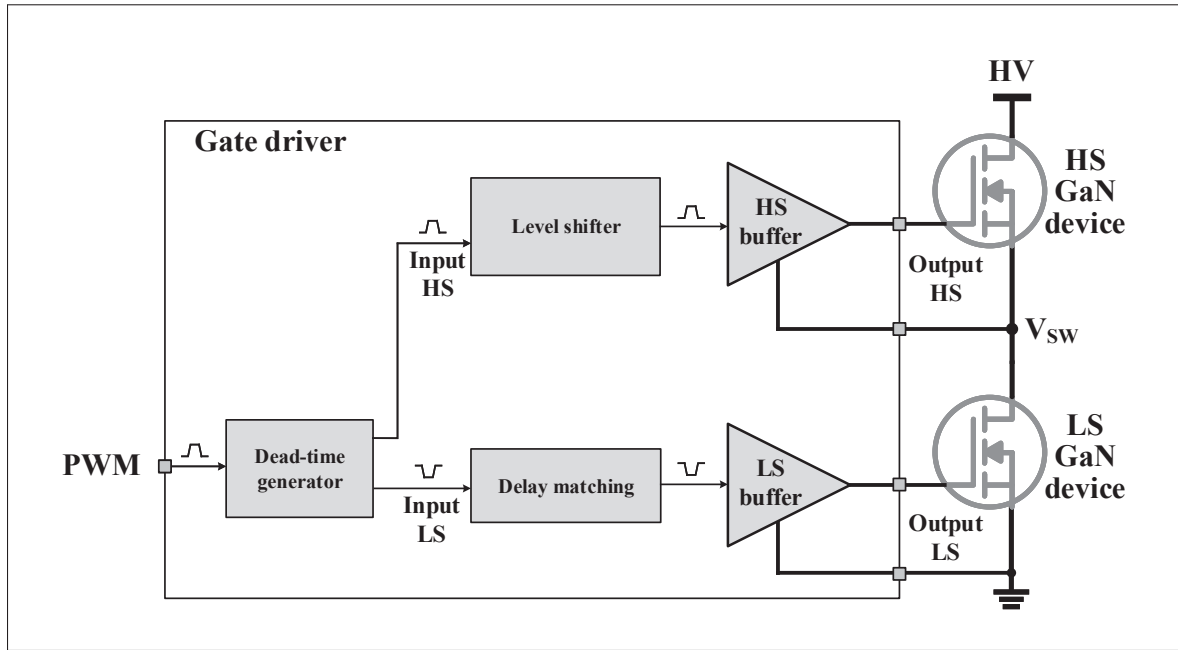 Gate driver
HV
HS
GaN
device
Level shifter
HS
buffer
Input
HS
Output
HS
V_SW
PWM
Dead-time
generator
Input
LS
Delay matching
LS
buffer
Output
LS
LS
GaN
device